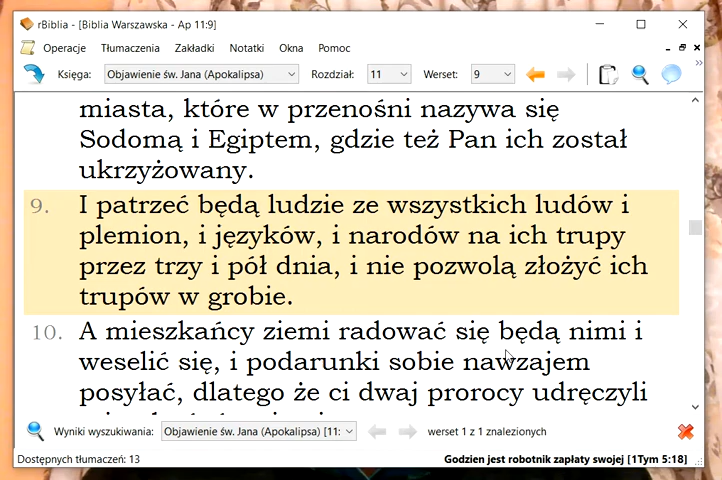 rBiblia - [Biblia Warszawska - Ap 11:9]
Operacje Tłumaczenia Zakładki Notatki Okna Pomoc
Księga: Objawienie św. Jana (Apokalipsa) Rozdział: 11 Werset: 9
miasta, które w przenośni nazywa się
Sodomą i Egiptem, gdzie też Pan ich został
ukrzyżowany.
9. I patrzeć będą ludzie ze wszystkich ludów i
plemion, i języków, i narodów na ich trupy
przez trzy i pół dnia, i nie pozwolą złożyć ich
trupów w grobie.
10. A mieszkańcy ziemi radować się będą nimi i
weselić się, i podarunki sobie nawzajem
posyłać, dlatego że ci dwaj prorocy udręczyli
Wyniki wyszukiwania: Objawienie św. Jana (Apokalipsa) [11: werset 1 z 1 znalezionych
Dostępnych tłumaczeń: 13 Godzien jest robotnik zapłaty swojej [1Tym 5:18]